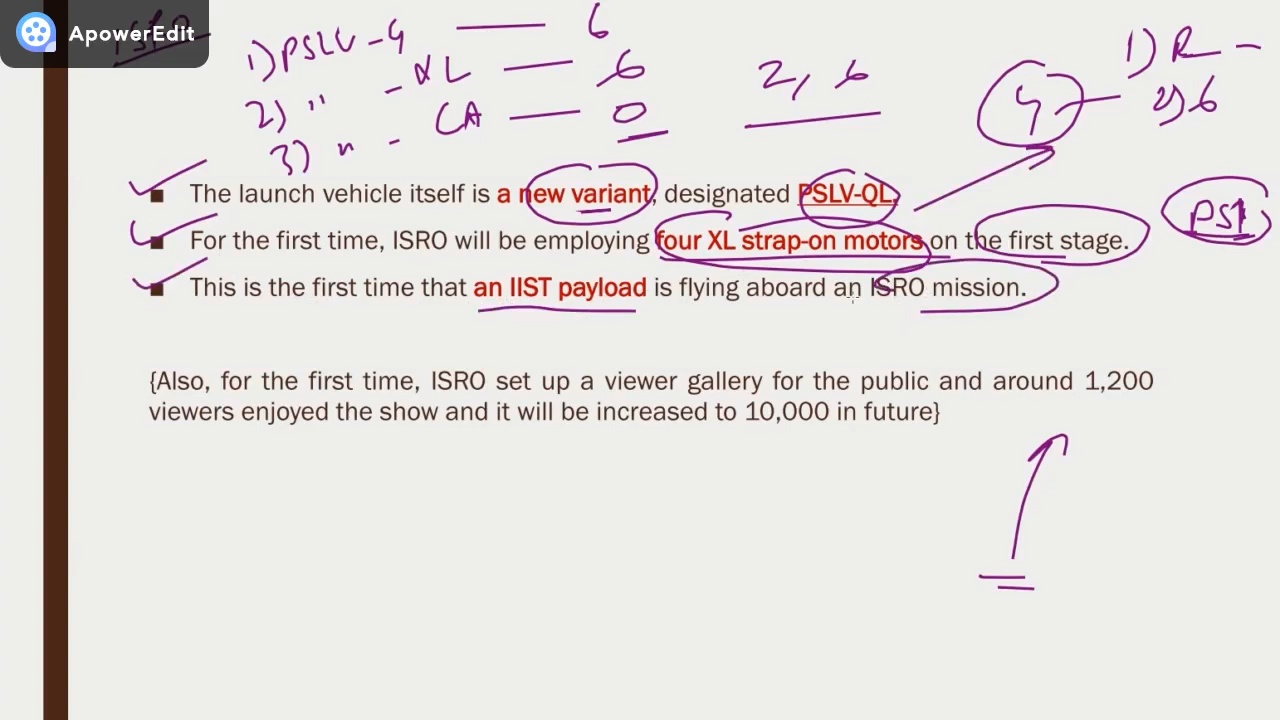 ISRO
ApowerEdit
1) PSLV - G — 6
2) " - XL — 6
3) " - CA — 0
2, 6
4
1) R —
2) 6
■ The launch vehicle itself is a new variant, designated PSLV-QL.
PS1
■ For the first time, ISRO will be employing four XL strap-on motors on the first stage.
■ This is the first time that an IIST payload is flying aboard an ISRO mission.
{Also, for the first time, ISRO set up a viewer gallery for the public and around 1,200
viewers enjoyed the show and it will be increased to 10,000 in future}